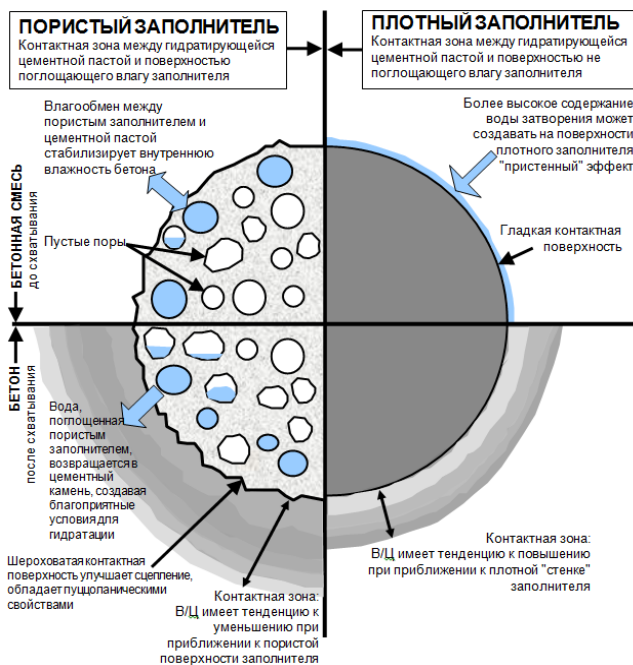 ПОРИСТЫЙ ЗАПОЛНИТЕЛЬ
Контактная зона между гидратирующейся
цементной пастой и поверхностью
поглощающего влагу заполнителя
ПЛОТНЫЙ ЗАПОЛНИТЕЛЬ
Контактная зона между гидратирующейся
цементной пастой и поверхностью не
поглощающего влагу заполнителя
Влагообмен между
пористым заполнителем и
цементной пастой
стабилизирует внутреннюю
влажность бетона
Более высокое содержание
воды затворения может
создавать на поверхности
плотного заполнителя
"пристенный" эффект
Пустые поры
Гладкая контактная
поверхность
БЕТОННАЯ СМЕСЬ
до схватывания
БЕТОН
после схватывания
Вода,
поглощенная
пористым
заполнителем,
возвращается в
цементный
камень, создавая
благоприятные
условия для
гидратации
Шероховатая контактная
поверхность улучшает сцепление,
обладает пуццоланическими
свойствами
Контактная зона:
В/Ц имеет тенденцию к
уменьшению при
приближении к пористой
поверхности заполнителя
Контактная зона:
В/Ц имеет тенденцию к повышению
при приближении к плотной "стенке"
заполнителя